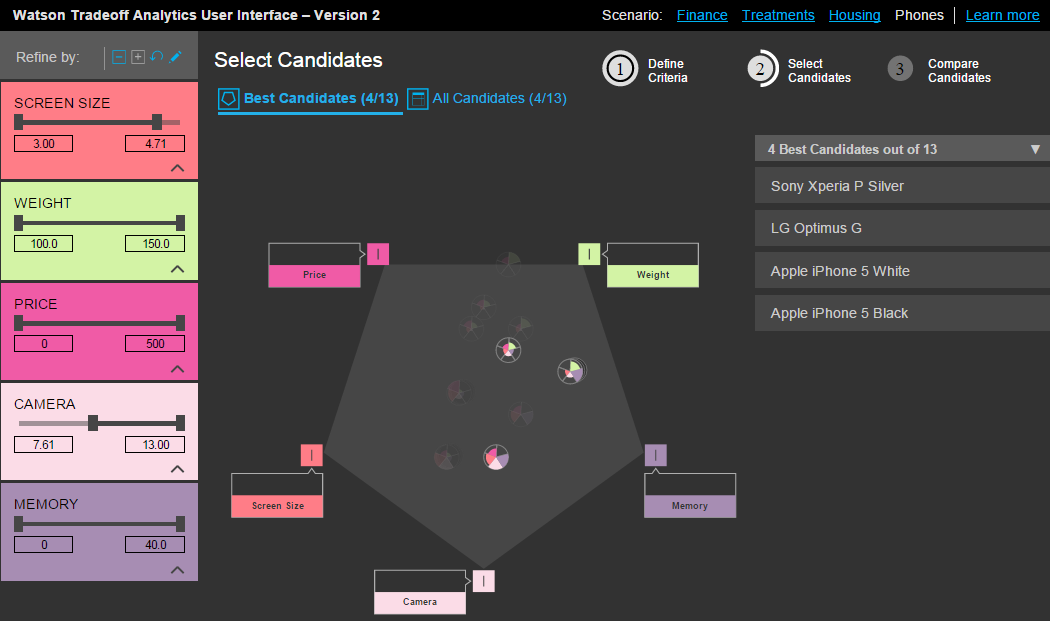 Watson Tradeoff Analytics User Interface – Version 2
Scenario: Finance Treatments Housing Phones Learn more
Refine by:
Select Candidates
1 Define Criteria
2 Select Candidates
3 Compare Candidates
Best Candidates (4/13) All Candidates (4/13)
SCREEN SIZE
3.00 4.71
WEIGHT
100.0 150.0
PRICE
0 500
CAMERA
7.61 13.00
MEMORY
0 40.0
Price
Weight
Screen Size
Memory
Camera
4 Best Candidates out of 13
Sony Xperia P Silver
LG Optimus G
Apple iPhone 5 White
Apple iPhone 5 Black